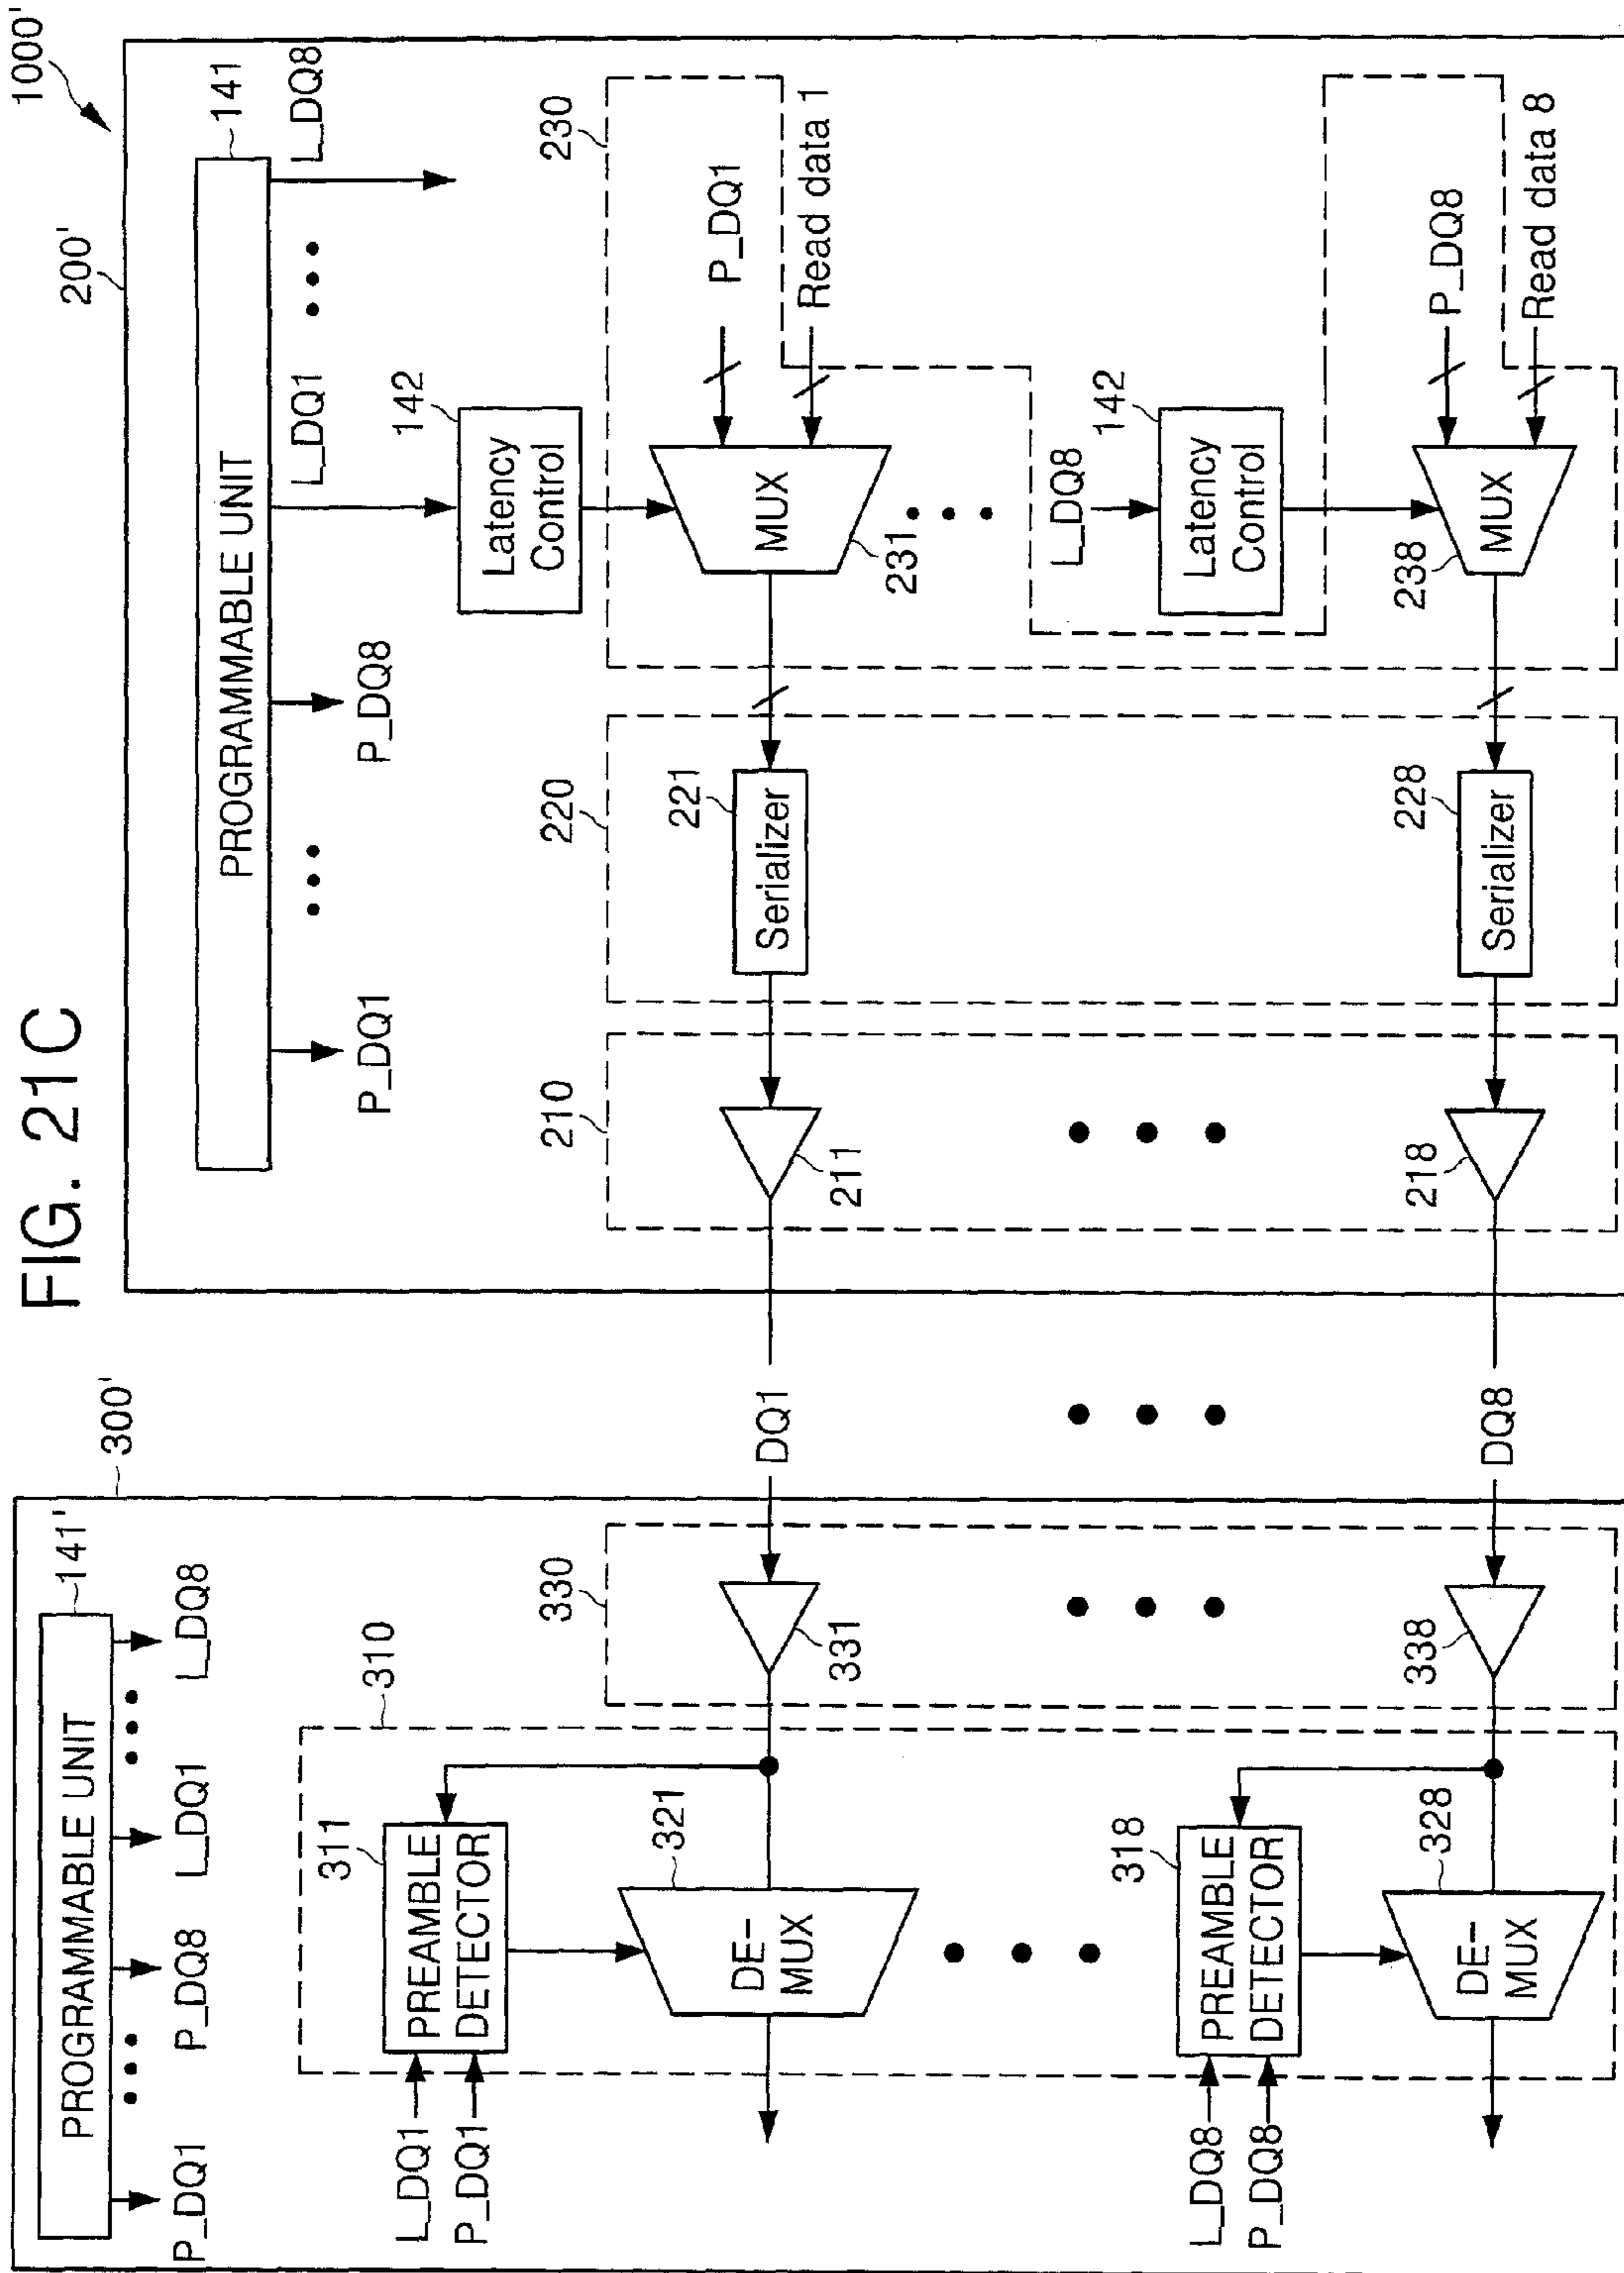 FIG. 21C
1000'
300'
141'
PROGRAMMABLE UNIT
P_DQ1
P_DQ8
L_DQ1
L_DQ8
310
311
PREAMBLE
DETECTOR
L_DQ1
P_DQ1
321
DE-
MUX
318
PREAMBLE
DETECTOR
L_DQ8
P_DQ8
328
DE-
MUX
330
331
338
DQ1
DQ8
200'
141
PROGRAMMABLE UNIT
P_DQ1
P_DQ8
L_DQ1
L_DQ8
142
Latency
Control
210
211
218
220
221
Serializer
228
Serializer
230
MUX
231
P_DQ1
Read data 1
L_DQ8
142
Latency
Control
MUX
238
P_DQ8
Read data 8